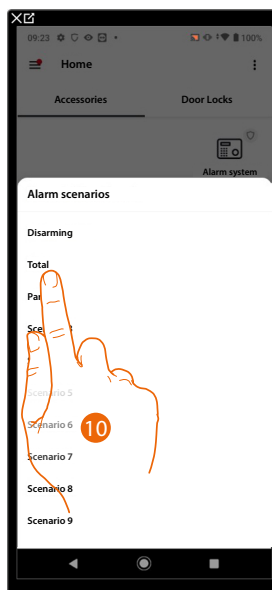 09:23
100%
Home
Accessories
Door Locks
Alarm system
Alarm scenarios
Disarming
Total
Scenario 5
Scenario 6
10
Scenario 7
Scenario 8
Scenario 9